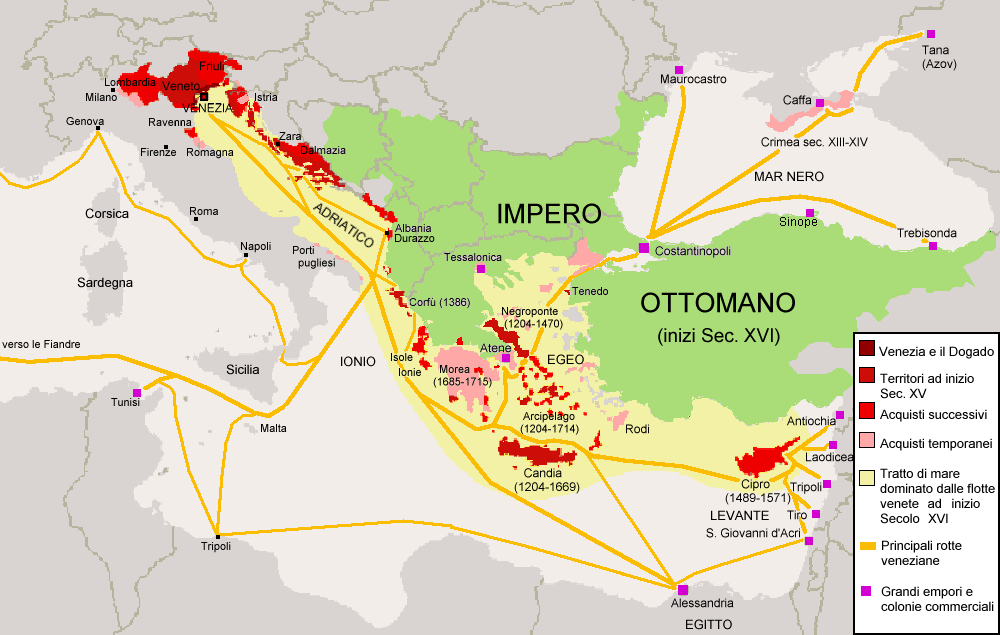 Tana
(Azov)
Maurocastro
Caffa
Crimea sec. XIII-XIV
MAR NERO
Sinope
Trebisonda
Costantinopoli
Friuli
Lombardia
Veneto
Milano
VENEZIA
Istria
Genova
Ravenna
Zara
Firenze
Romagna
Dalmazia
Corsica
Roma
ADRIATICO
Albania
Durazzo
IMPERO
Napoli
Porti
pugliesi
Tessalonica
Sardegna
Tenedo
OTTOMANO
(inizi Sec. XVI)
Corfù (1386)
Negroponte
(1204-1470)
verso le Fiandre
Atene
EGEO
IONIO
Isole
Ionie
Morea
(1685-1715)
Sicilia
Tunisi
Malta
Arcipelago
(1204-1714)
Rodi
Antiochia
Laodicea
Candia
(1204-1669)
Cipro
(1489-1571)
Tripoli
LEVANTE
Tiro
S. Giovanni d'Acri
Tripoli
Alessandria
EGITTO
Venezia e il Dogado
Territori ad inizio
Sec. XV
Acquisti successivi
Acquisti temporanei
Tratto di mare
dominato dalle flotte
venete ad inizio
Secolo XVI
Principali rotte
veneziane
Grandi empori e
colonie commerciali